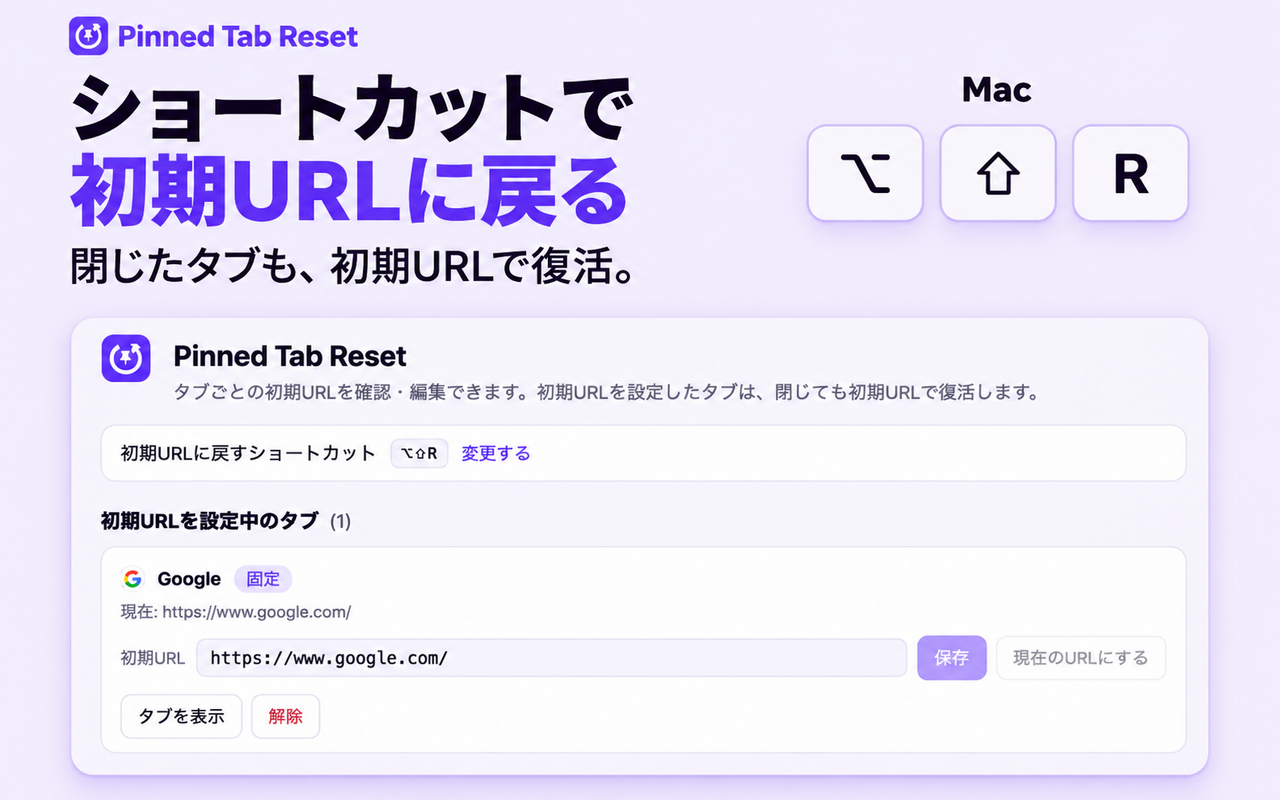 Pinned Tab Reset
ショートカットで
初期URLに戻る
閉じたタブも、初期URLで復活。
Mac
⌥ ⇧ R
Pinned Tab Reset
タブごとの初期URLを確認・編集できます。初期URLを設定したタブは、閉じても初期URLで復活します。
初期URLに戻すショートカット ⌥⇧R 変更する
初期URLを設定中のタブ (1)
Google 固定
現在: https://www.google.com/
初期URL https://www.google.com/ 保存 現在のURLにする
タブを表示 解除